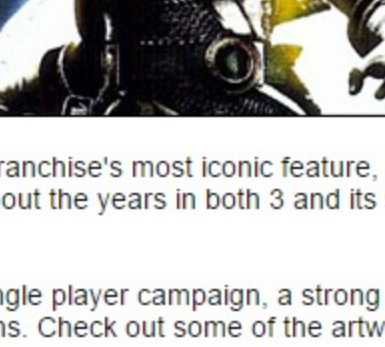 ranchise's most iconic feature,
out the years in both 3 and its
ngle player campaign, a strong
ns. Check out some of the artw